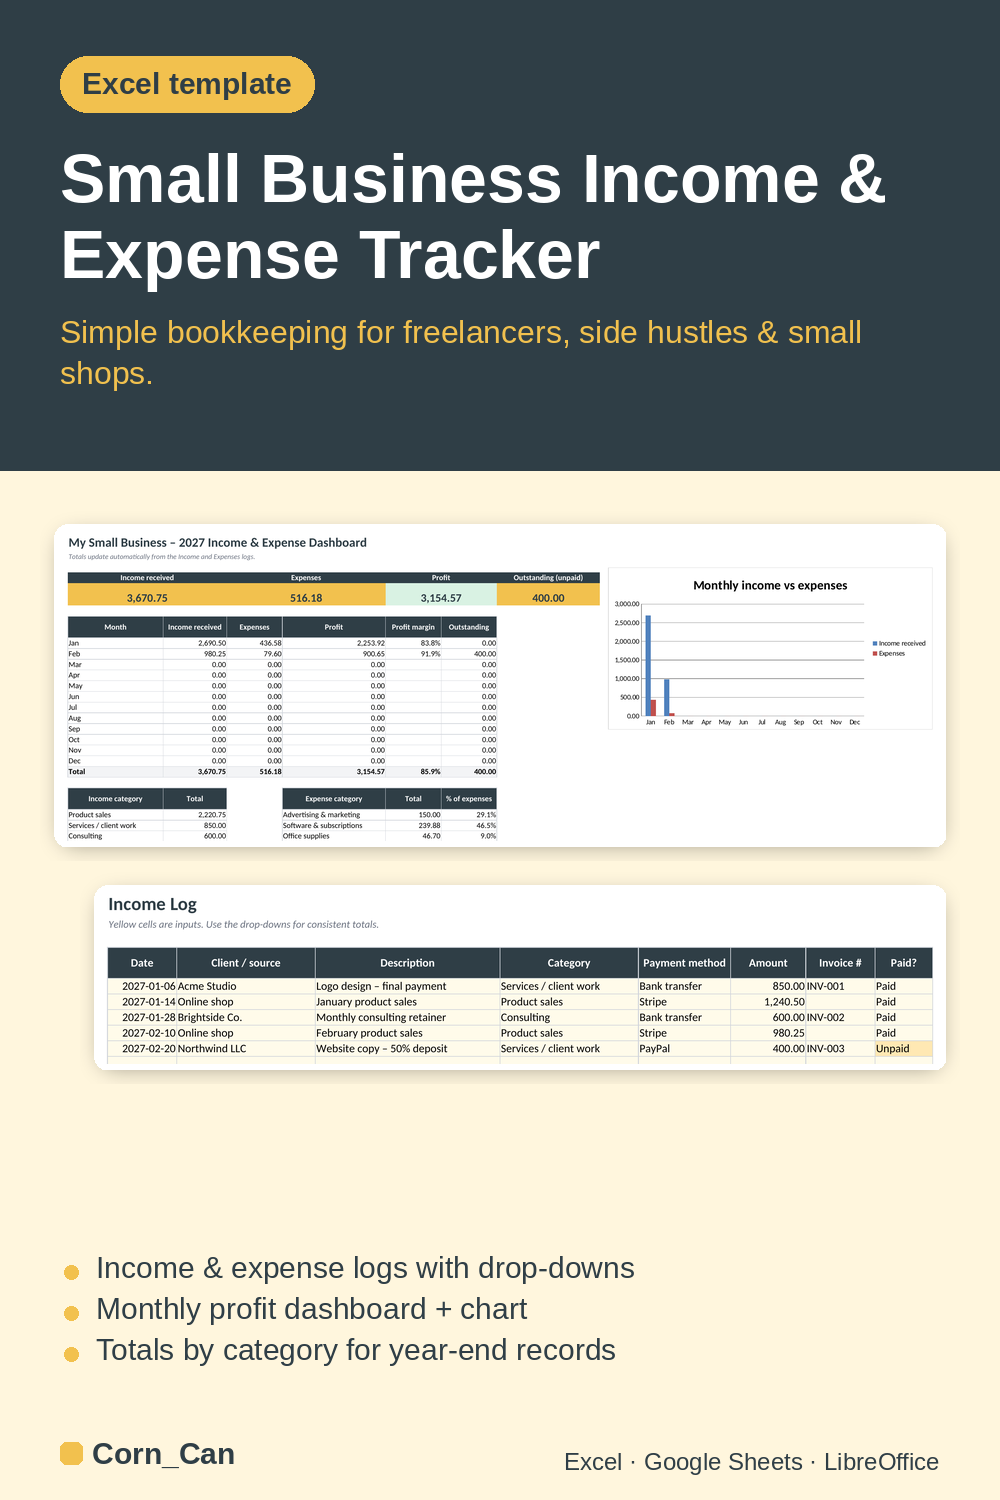 Excel template
Small Business Income &
Expense Tracker
Simple bookkeeping for freelancers, side hustles & small
shops.
My Small Business – 2027 Income & Expense Dashboard
Totals update automatically from the Income and Expenses logs.
Income received Expenses Profit Outstanding (unpaid)
3,670.75 516.18 3,154.57 400.00
Month Income received Expenses Profit Profit margin Outstanding
Jan 2,690.50 436.58 2,253.92 83.8% 0.00
Feb 980.25 79.60 900.65 91.9% 400.00
Mar 0.00 0.00 0.00 0.00
Apr 0.00 0.00 0.00 0.00
May 0.00 0.00 0.00 0.00
Jun 0.00 0.00 0.00 0.00
Jul 0.00 0.00 0.00 0.00
Aug 0.00 0.00 0.00 0.00
Sep 0.00 0.00 0.00 0.00
Oct 0.00 0.00 0.00 0.00
Nov 0.00 0.00 0.00 0.00
Dec 0.00 0.00 0.00 0.00
Total 3,670.75 516.18 3,154.57 85.9% 400.00
Income category Total Expense category Total % of expenses
Product sales 2,220.75 Advertising & marketing 150.00 29.1%
Services / client work 850.00 Software & subscriptions 239.88 46.5%
Consulting 600.00 Office supplies 46.70 9.0%
Monthly income vs expenses
3,000.00
2,500.00
2,000.00
1,500.00
1,000.00
500.00
0.00
Jan Feb Mar Apr May Jun Jul Aug Sep Oct Nov Dec
Income received
Expenses
Income Log
Yellow cells are inputs. Use the drop-downs for consistent totals.
Date Client / source Description Category Payment method Amount Invoice # Paid?
2027-01-06 Acme Studio Logo design – final payment Services / client work Bank transfer 850.00 INV-001 Paid
2027-01-14 Online shop January product sales Product sales Stripe 1,240.50 Paid
2027-01-28 Brightside Co. Monthly consulting retainer Consulting Bank transfer 600.00 INV-002 Paid
2027-02-10 Online shop February product sales Product sales Stripe 980.25 Paid
2027-02-20 Northwind LLC Website copy – 50% deposit Services / client work PayPal 400.00 INV-003 Unpaid
Income & expense logs with drop-downs
Monthly profit dashboard + chart
Totals by category for year-end records
Corn_Can
Excel · Google Sheets · LibreOffice